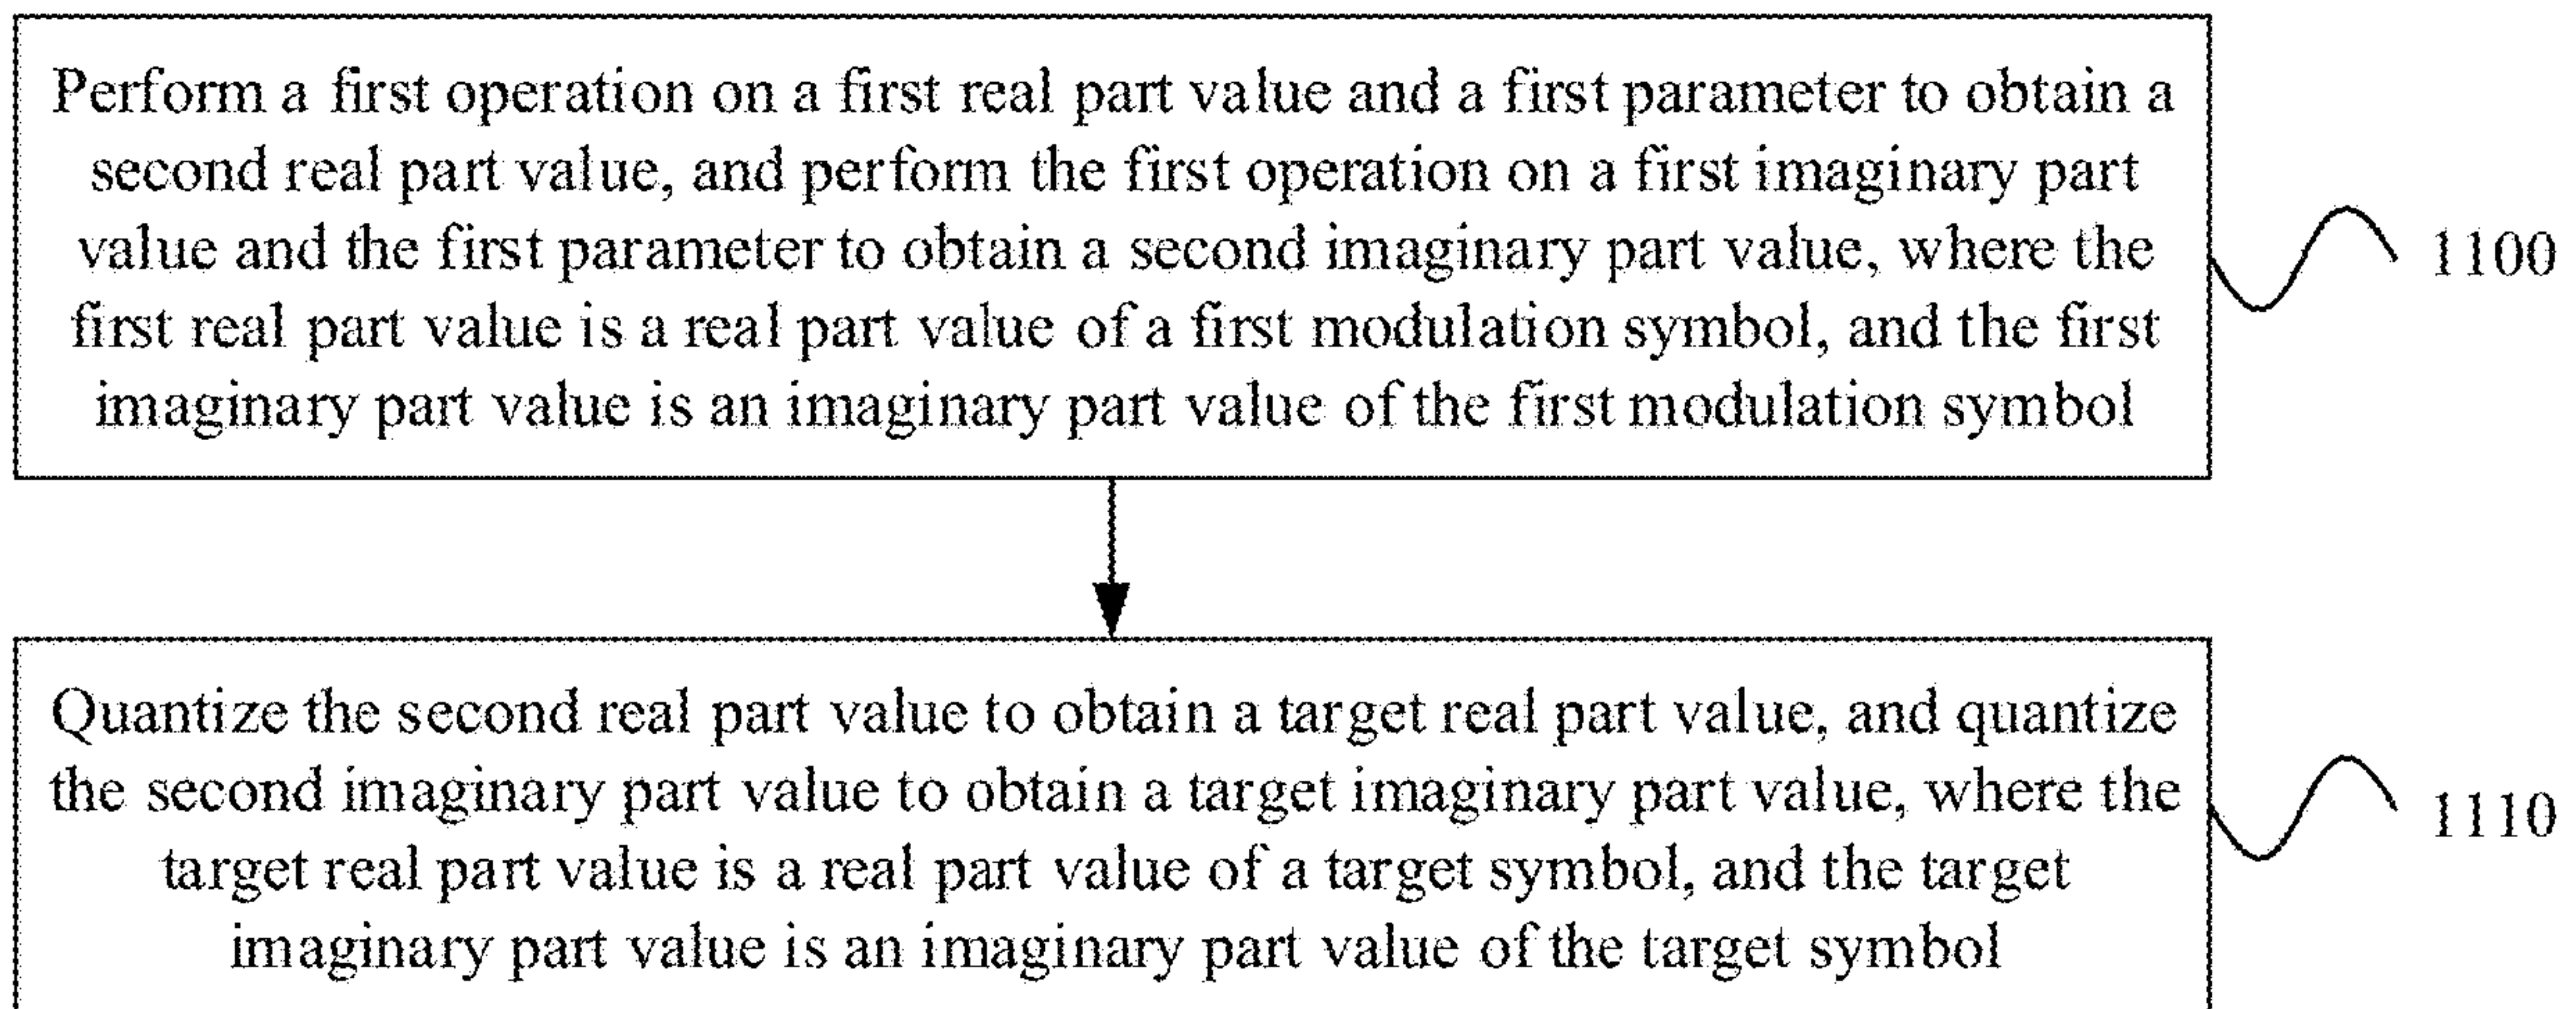 Perform a first operation on a first real part value and a first parameter to obtain a
second real part value, and perform the first operation on a first imaginary part
value and the first parameter to obtain a second imaginary part value, where the
first real part value is a real part value of a first modulation symbol, and the first
imaginary part value is an imaginary part value of the first modulation symbol
1100
Quantize the second real part value to obtain a target real part value, and quantize
the second imaginary part value to obtain a target imaginary part value, where the
target real part value is a real part value of a target symbol, and the target
imaginary part value is an imaginary part value of the target symbol
1110